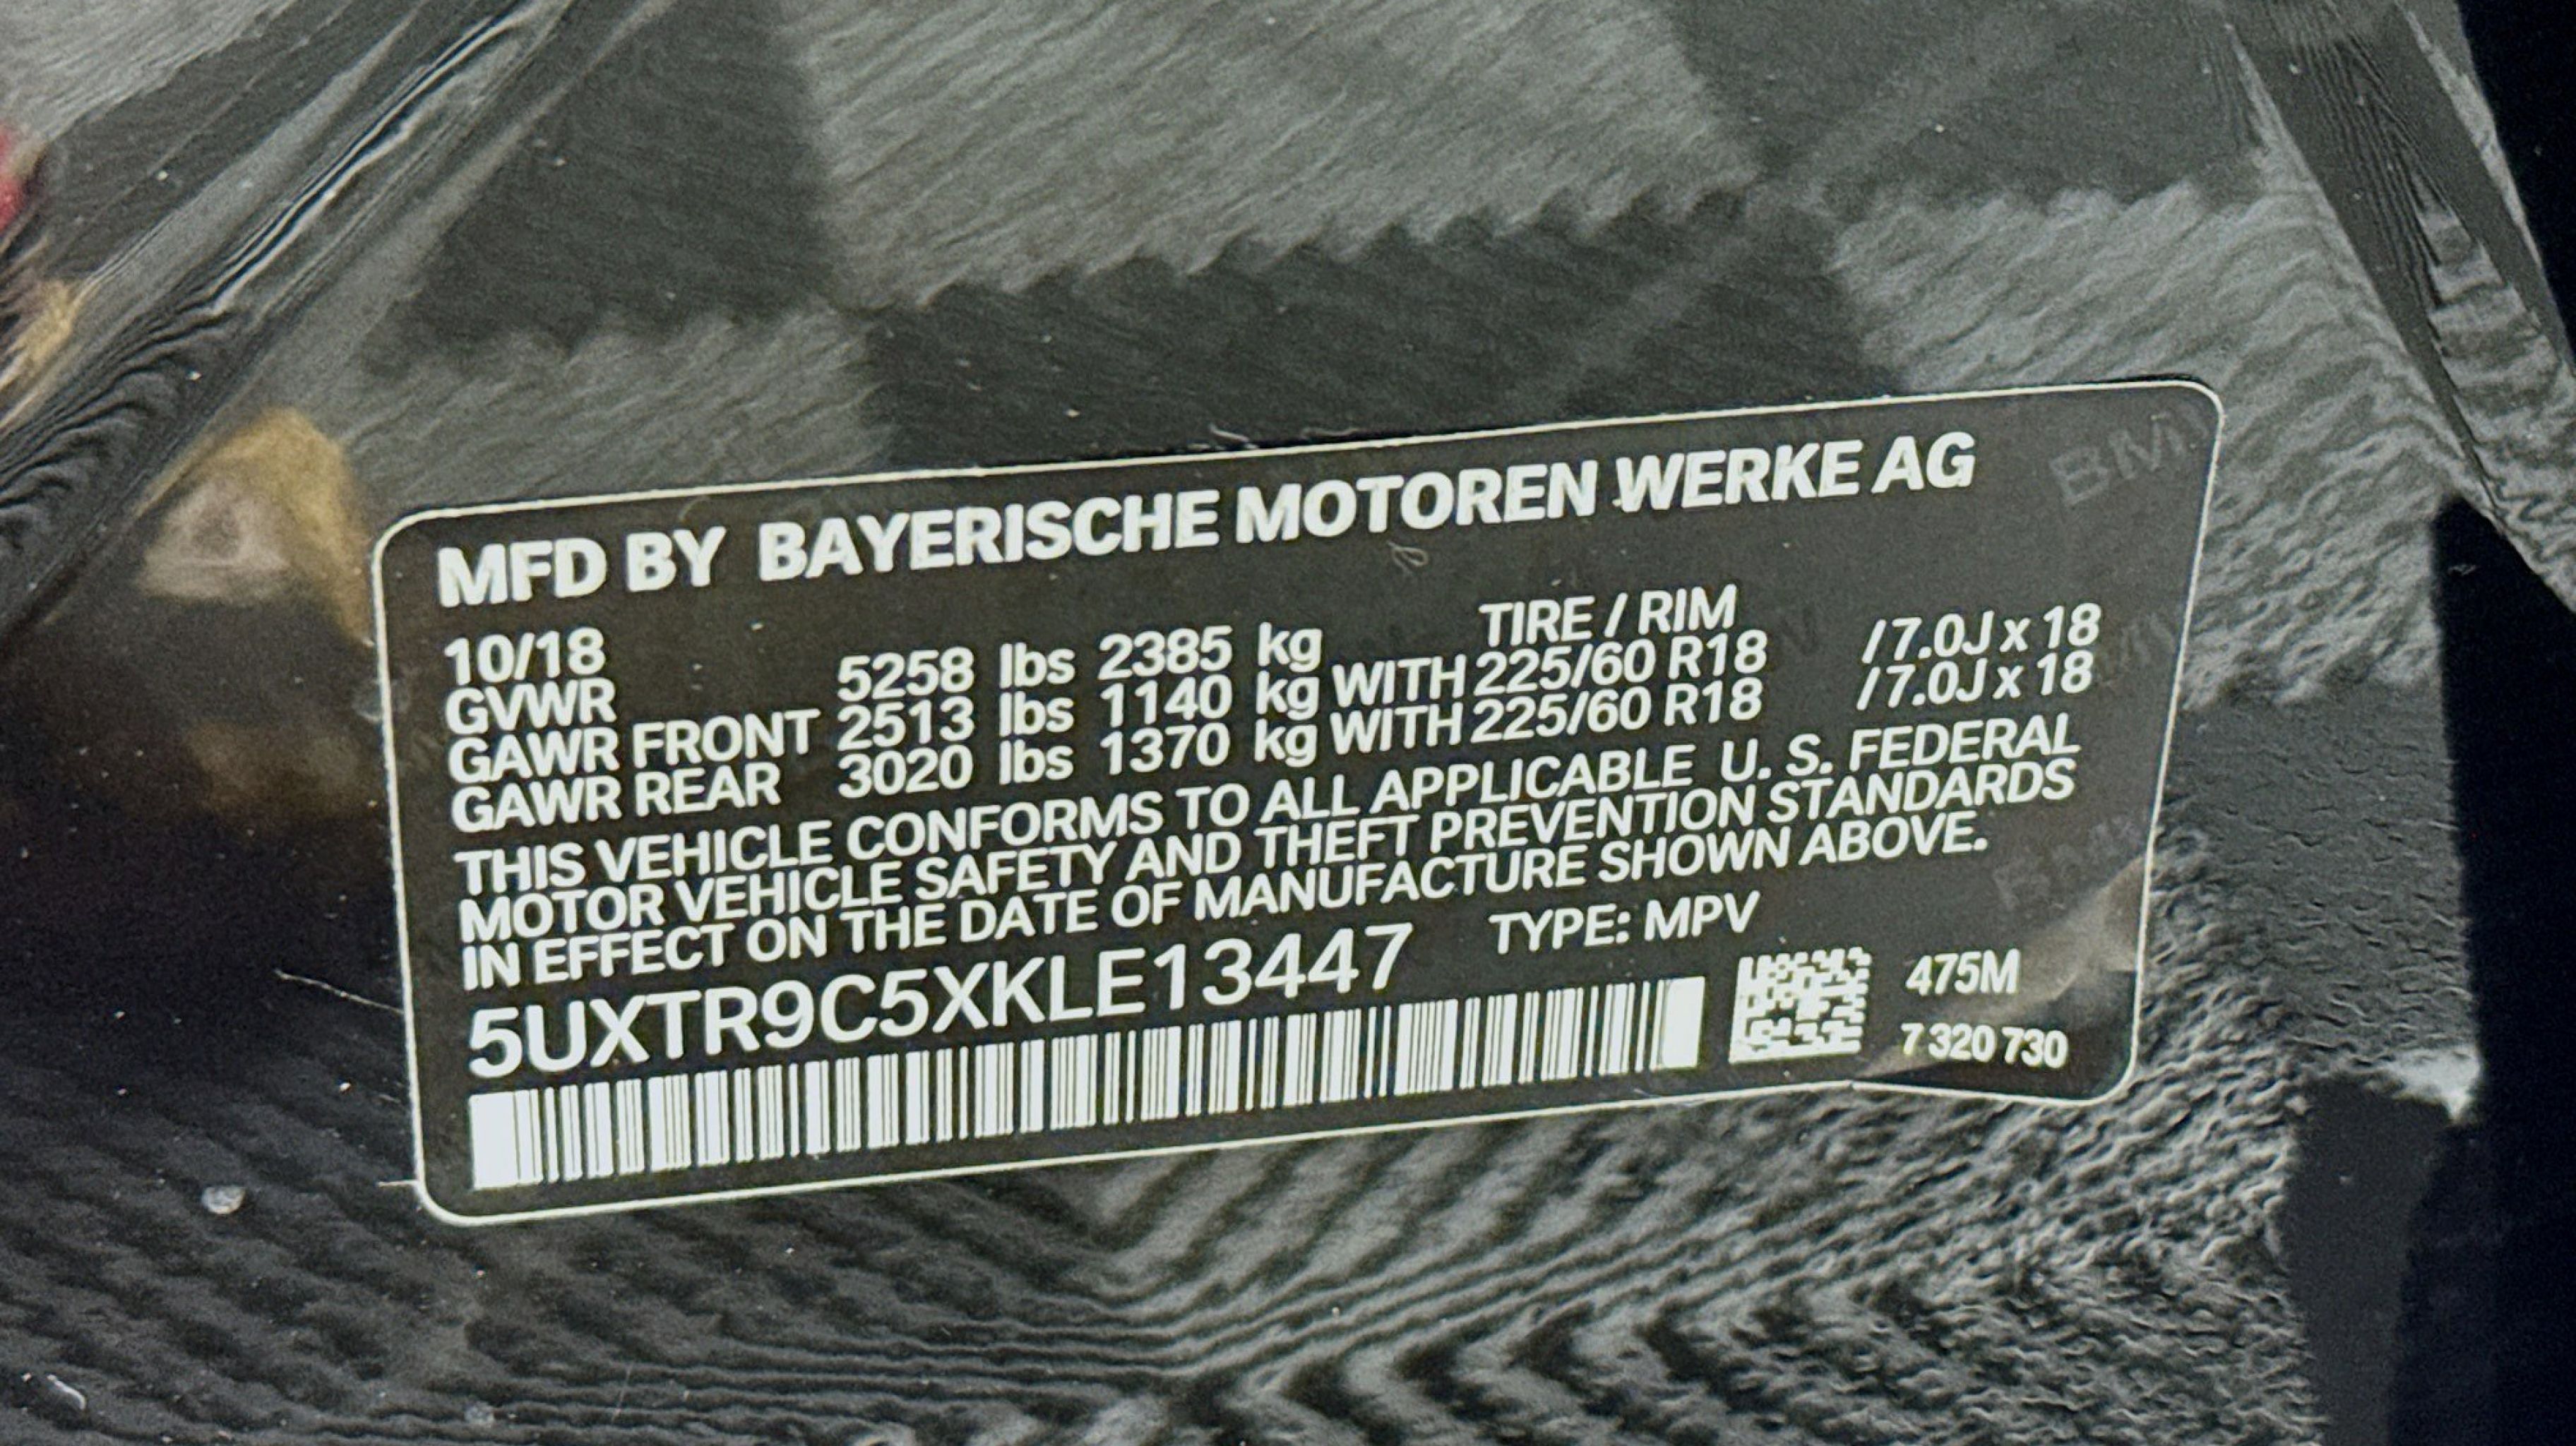 MFD BY BAYERISCHE MOTOREN WERKE AG
10/18 TIRE / RIM
GVWR 5258 lbs 2385 kg
GAWR FRONT 2513 lbs 1140 kg WITH 225/60 R18 / 7.0J x 18
GAWR REAR 3020 lbs 1370 kg WITH 225/60 R18 / 7.0J x 18
THIS VEHICLE CONFORMS TO ALL APPLICABLE U. S. FEDERAL
MOTOR VEHICLE SAFETY AND THEFT PREVENTION STANDARDS
IN EFFECT ON THE DATE OF MANUFACTURE SHOWN ABOVE.
5UXTR9C5XKLE13447 TYPE: MPV
475M
7 320 730